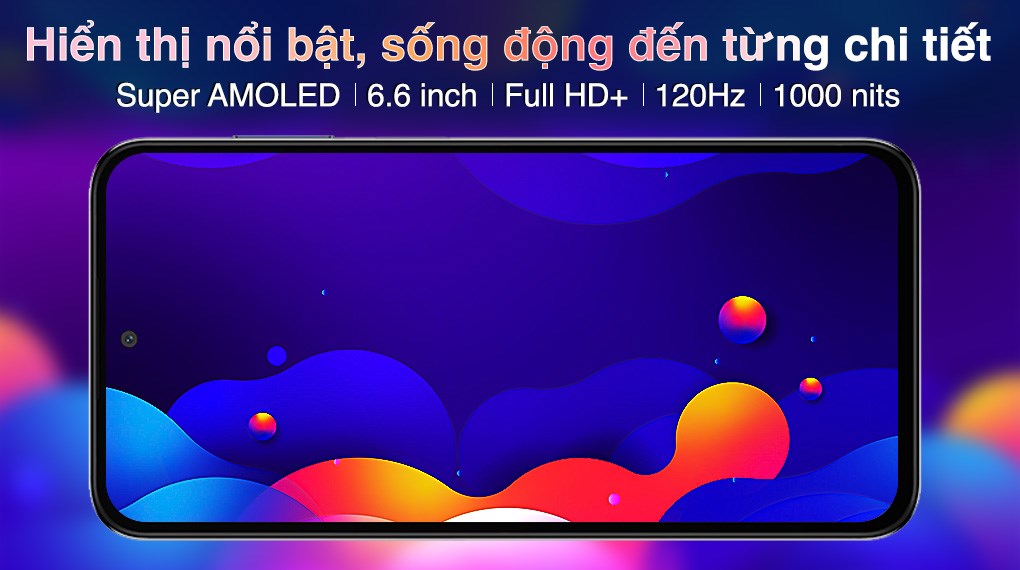 Hiển thị nổi bật, sống động đến từng chi tiết
Super AMOLED | 6.6 inch | Full HD+ | 120Hz | 1000 nits